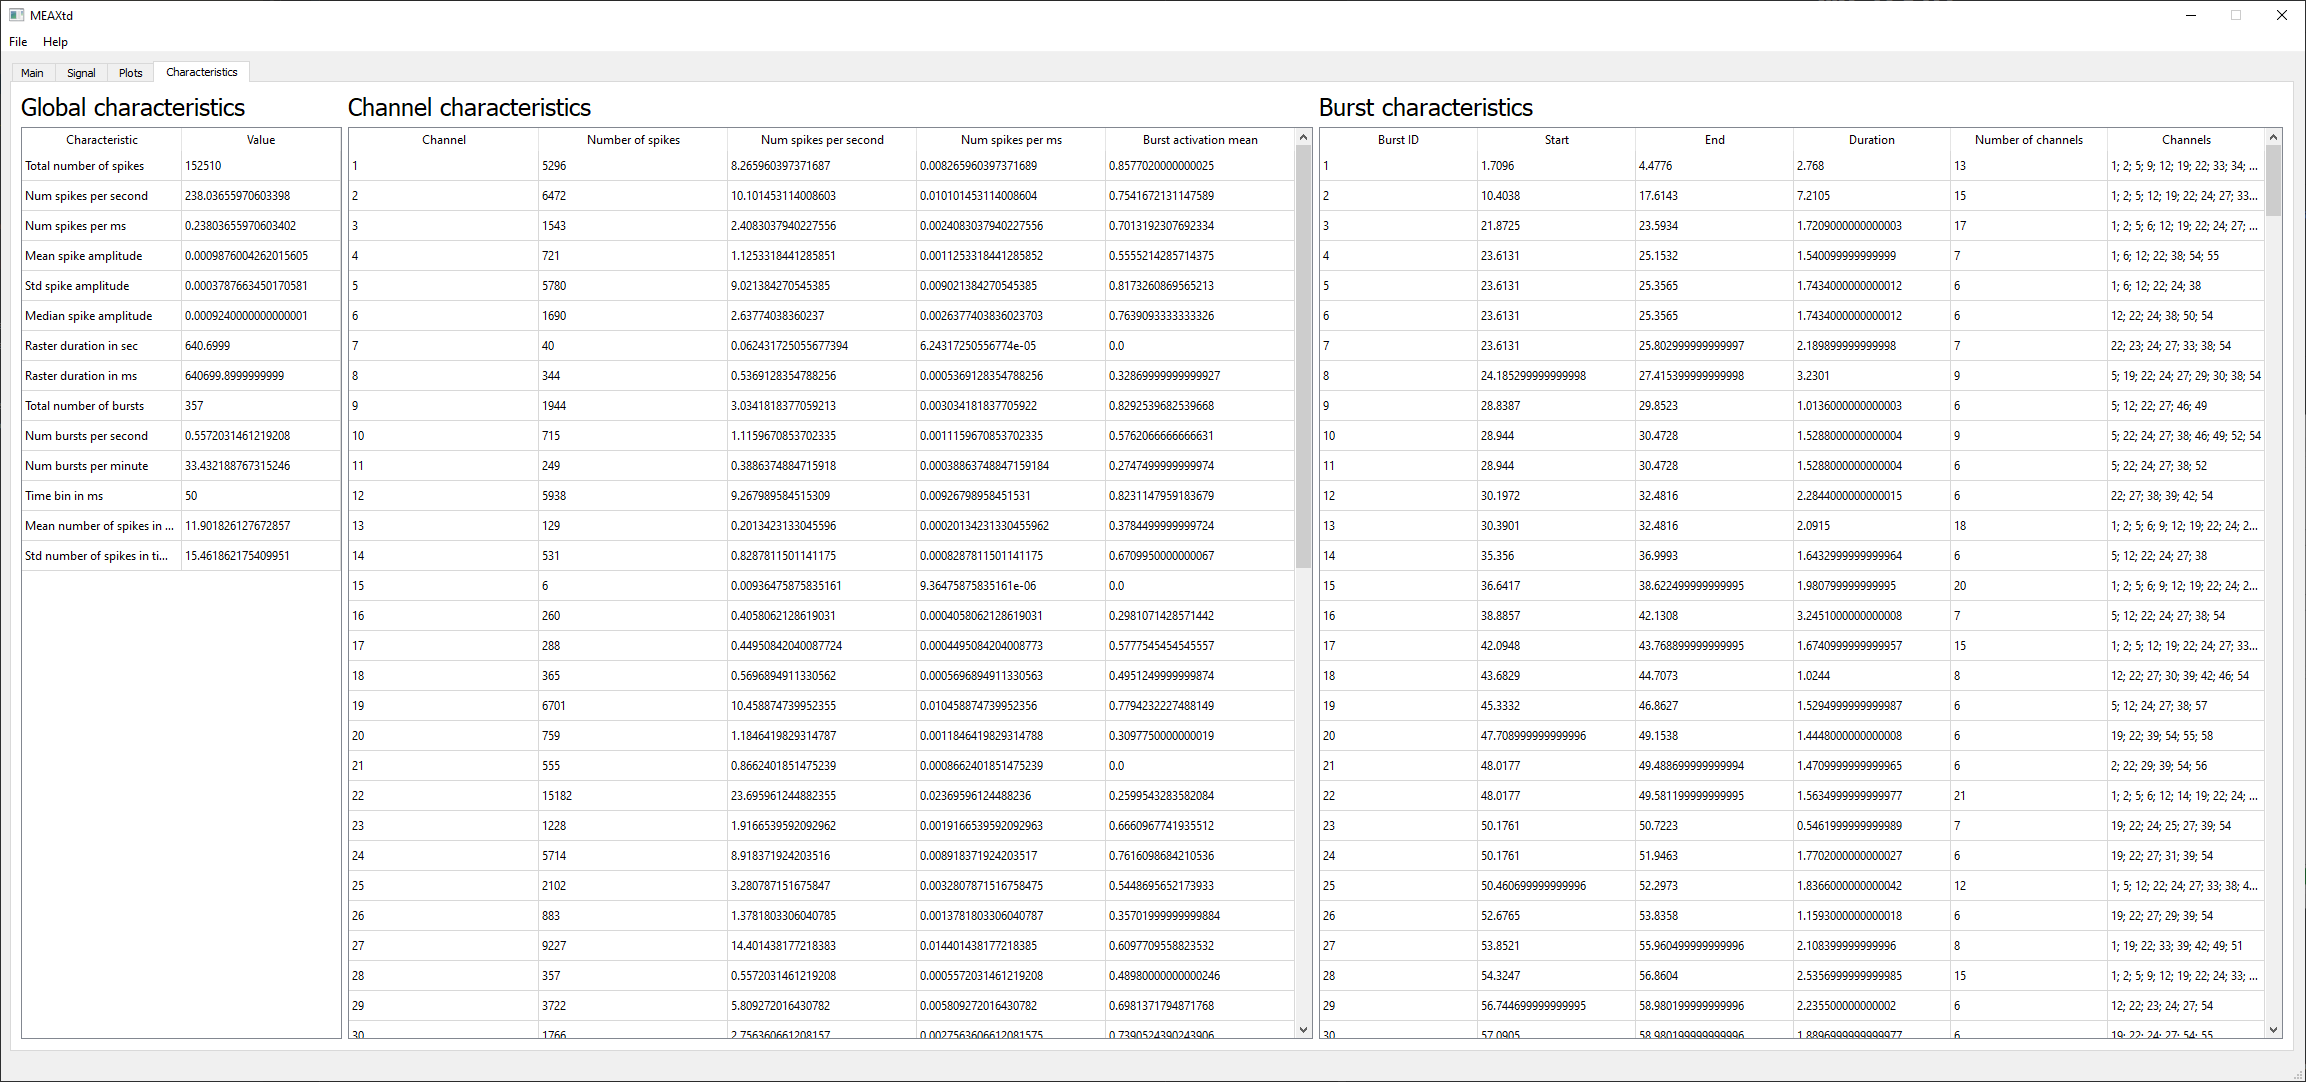 MEAXtd
File Help
Main Signal Plots Characteristics
Global characteristics
Characteristic Value
Total number of spikes 152510
Num spikes per second 238.03655970603398
Num spikes per ms 0.23803655970603402
Mean spike amplitude 0.0009876004262015605
Std spike amplitude 0.0003787663450170581
Median spike amplitude 0.0009240000000000001
Raster duration in sec 640.6999
Raster duration in ms 640699.8999999999
Total number of bursts 357
Num bursts per second 0.5572031461219208
Num bursts per minute 33.432188767315246
Time bin in ms 50
Mean number of spikes in ... 11.901826127672857
Std number of spikes in ti... 15.461862175409951
Channel characteristics
Channel Number of spikes Num spikes per second Num spikes per ms Burst activation mean
1 5296 8.265960397371687 0.008265960397371689 0.8577020000000025
2 6472 10.101453114008603 0.010101453114008604 0.7541672131147589
3 1543 2.4083037940227556 0.0024083037940227556 0.7013192307692334
4 721 1.1253318441285851 0.0011253318441285852 0.5555214285714375
5 5780 9.021384270545385 0.009021384270545385 0.8173260869565213
6 1690 2.63774038360237 0.0026377403836023703 0.7639093333333326
7 40 0.062431725055677394 6.24317250556774e-05 0.0
8 344 0.5369128354788256 0.0005369128354788256 0.32869999999999927
9 1944 3.0341818377059213 0.003034181837705922 0.8292539682539668
10 715 1.1159670853702335 0.0011159670853702335 0.5762066666666631
11 249 0.3886374884715918 0.00038863748847159184 0.2747499999999974
12 5938 9.267989584515309 0.00926798958451531 0.8231147959183679
13 129 0.2013423133045596 0.00020134231330455962 0.3784499999999724
14 531 0.8287811501141175 0.0008287811501141175 0.6709950000000067
15 6 0.00936475875835161 9.36475875835161e-06 0.0
16 260 0.4058062128619031 0.0004058062128619031 0.2981071428571442
17 288 0.44950842040087724 0.0004495084204008773 0.5777545454545557
18 365 0.5696894911330562 0.0005696894911330563 0.4951249999999874
19 6701 10.458874739952355 0.010458874739952356 0.7794232227488149
20 759 1.1846419829314787 0.0011846419829314788 0.3097750000000019
21 555 0.8662401851475239 0.0008662401851475239 0.0
22 15182 23.695961244882355 0.02369596124488236 0.2599543283582084
23 1228 1.9166539592092962 0.0019166539592092963 0.6660967741935512
24 5714 8.918371924203516 0.008918371924203517 0.7616098684210536
25 2102 3.280787151675847 0.0032807871516758475 0.5448695652173933
26 883 1.3781803306040785 0.0013781803306040787 0.35701999999999884
27 9227 14.401438177218383 0.014401438177218385 0.6097709558823532
28 357 0.5572031461219208 0.0005572031461219208 0.48980000000000246
29 3722 5.809272016430782 0.005809272016430782 0.6981371794871768
30 1766 2.756360661208157 0.0027563606612081575 0.7390524390243906
Burst characteristics
Burst ID Start End Duration Number of channels Channels
1 1.7096 4.4776 2.768 13 1; 2; 5; 9; 12; 19; 22; 33; 34; ...
2 10.4038 17.6143 7.2105 15 1; 2; 5; 12; 19; 22; 24; 27; 33...
3 21.8725 23.5934 1.7209000000000003 17 1; 2; 5; 6; 12; 19; 22; 24; 27; ...
4 23.6131 25.1532 1.540099999999999 7 1; 6; 12; 22; 38; 54; 55
5 23.6131 25.3565 1.7434000000000012 6 1; 6; 12; 22; 24; 38
6 23.6131 25.3565 1.7434000000000012 6 12; 22; 24; 38; 50; 54
7 23.6131 25.802999999999997 2.189899999999998 7 22; 23; 24; 27; 33; 38; 54
8 24.185299999999998 27.415399999999998 3.2301 9 5; 19; 22; 24; 27; 29; 30; 38; 54
9 28.8387 29.8523 1.0136000000000003 6 5; 12; 22; 27; 46; 49
10 28.944 30.4728 1.5288000000000004 9 5; 22; 24; 27; 38; 46; 49; 52; 54
11 28.944 30.4728 1.5288000000000004 6 5; 22; 24; 27; 38; 52
12 30.1972 32.4816 2.2844000000000015 6 22; 27; 38; 39; 42; 54
13 30.3901 32.4816 2.0915 18 1; 2; 5; 6; 9; 12; 19; 22; 24; 2...
14 35.356 36.9993 1.6432999999999964 6 5; 12; 22; 24; 27; 38
15 36.6417 38.622499999999995 1.980799999999995 20 1; 2; 5; 6; 9; 12; 19; 22; 24; 2...
16 38.8857 42.1308 3.2451000000000008 7 5; 12; 22; 24; 27; 38; 54
17 42.0948 43.768899999999995 1.6740999999999957 15 1; 2; 5; 12; 19; 22; 24; 27; 33...
18 43.6829 44.7073 1.0244 8 12; 22; 27; 30; 39; 42; 46; 54
19 45.3332 46.8627 1.5294999999999987 6 5; 12; 24; 27; 38; 57
20 47.708999999999996 49.1538 1.4448000000000008 6 19; 22; 39; 54; 55; 58
21 48.0177 49.488699999999994 1.4709999999999965 6 2; 22; 29; 39; 54; 56
22 48.0177 49.581199999999995 1.5634999999999977 21 1; 2; 5; 6; 12; 14; 19; 22; 24; ...
23 50.1761 50.7223 0.5461999999999989 7 19; 22; 24; 25; 27; 39; 54
24 50.1761 51.9463 1.7702000000000027 6 19; 22; 27; 31; 39; 54
25 50.460699999999996 52.2973 1.8366000000000042 12 1; 5; 12; 22; 24; 27; 33; 38; 4...
26 52.6765 53.8358 1.1593000000000018 6 19; 22; 27; 29; 39; 54
27 53.8521 55.960499999999996 2.108399999999996 8 1; 19; 22; 33; 39; 42; 49; 51
28 54.3247 56.8604 2.5356999999999985 15 1; 2; 5; 9; 12; 19; 22; 24; 33; ...
29 56.744699999999995 58.980199999999996 2.235500000000002 6 12; 22; 23; 24; 27; 54
30 57.0905 58.980199999999996 1.8896999999999977 6 19; 22; 24; 27; 54; 55